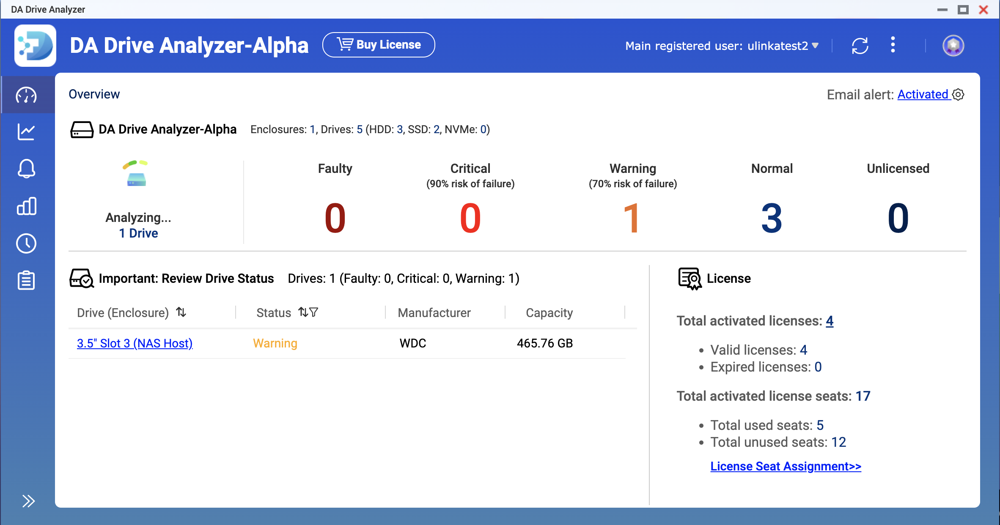 DA Drive Analyzer
DA Drive Analyzer-Alpha
Buy License
Main registered user: ulinkatest2
Overview
Email alert: Activated
DA Drive Analyzer-Alpha Enclosures: 1, Drives: 5 (HDD: 3, SSD: 2, NVMe: 0)
Analyzing...
1 Drive
Faulty
0
Critical
(90% risk of failure)
0
Warning
(70% risk of failure)
1
Normal
3
Unlicensed
0
Important: Review Drive Status Drives: 1 (Faulty: 0, Critical: 0, Warning: 1)
Drive (Enclosure) Status Manufacturer Capacity
3.5" Slot 3 (NAS Host) Warning WDC 465.76 GB
License
Total activated licenses: 4
• Valid licenses: 4
• Expired licenses: 0
Total activated license seats: 17
• Total used seats: 5
• Total unused seats: 12
License Seat Assignment>>